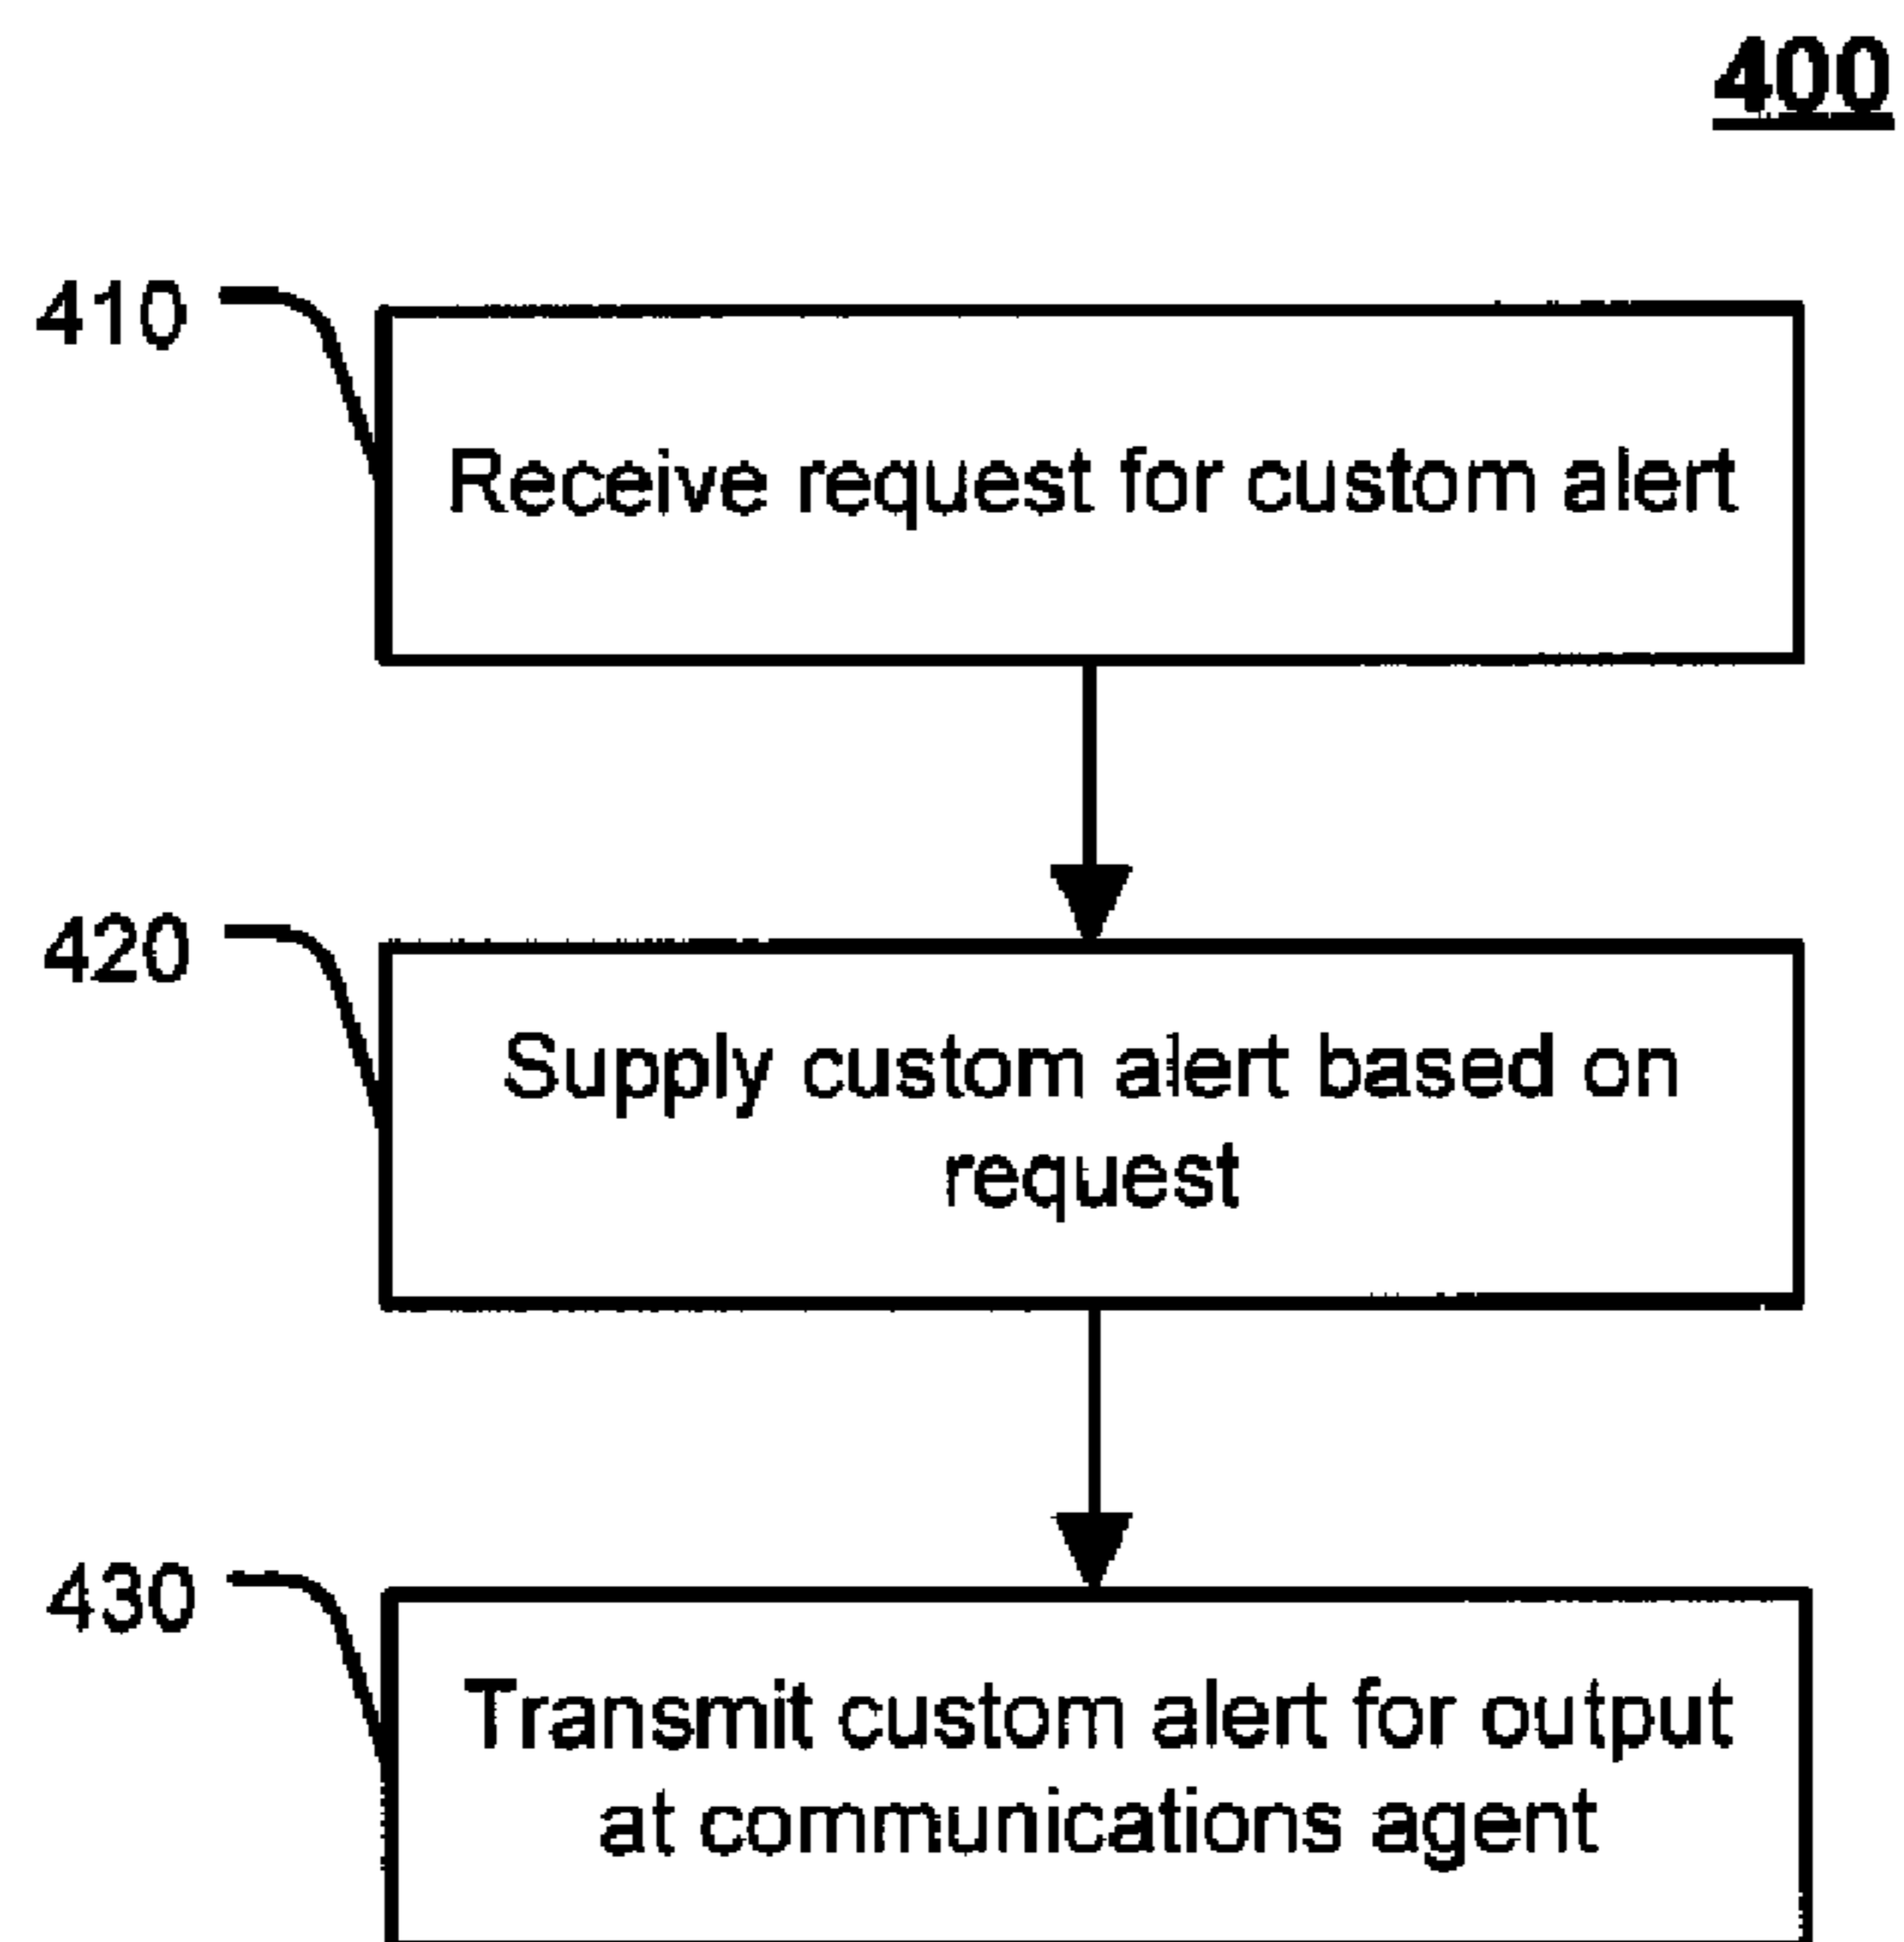 400
410
Receive request for custom alert
420
Supply custom alert based on
request
430
Transmit custom alert for output
at communications agent